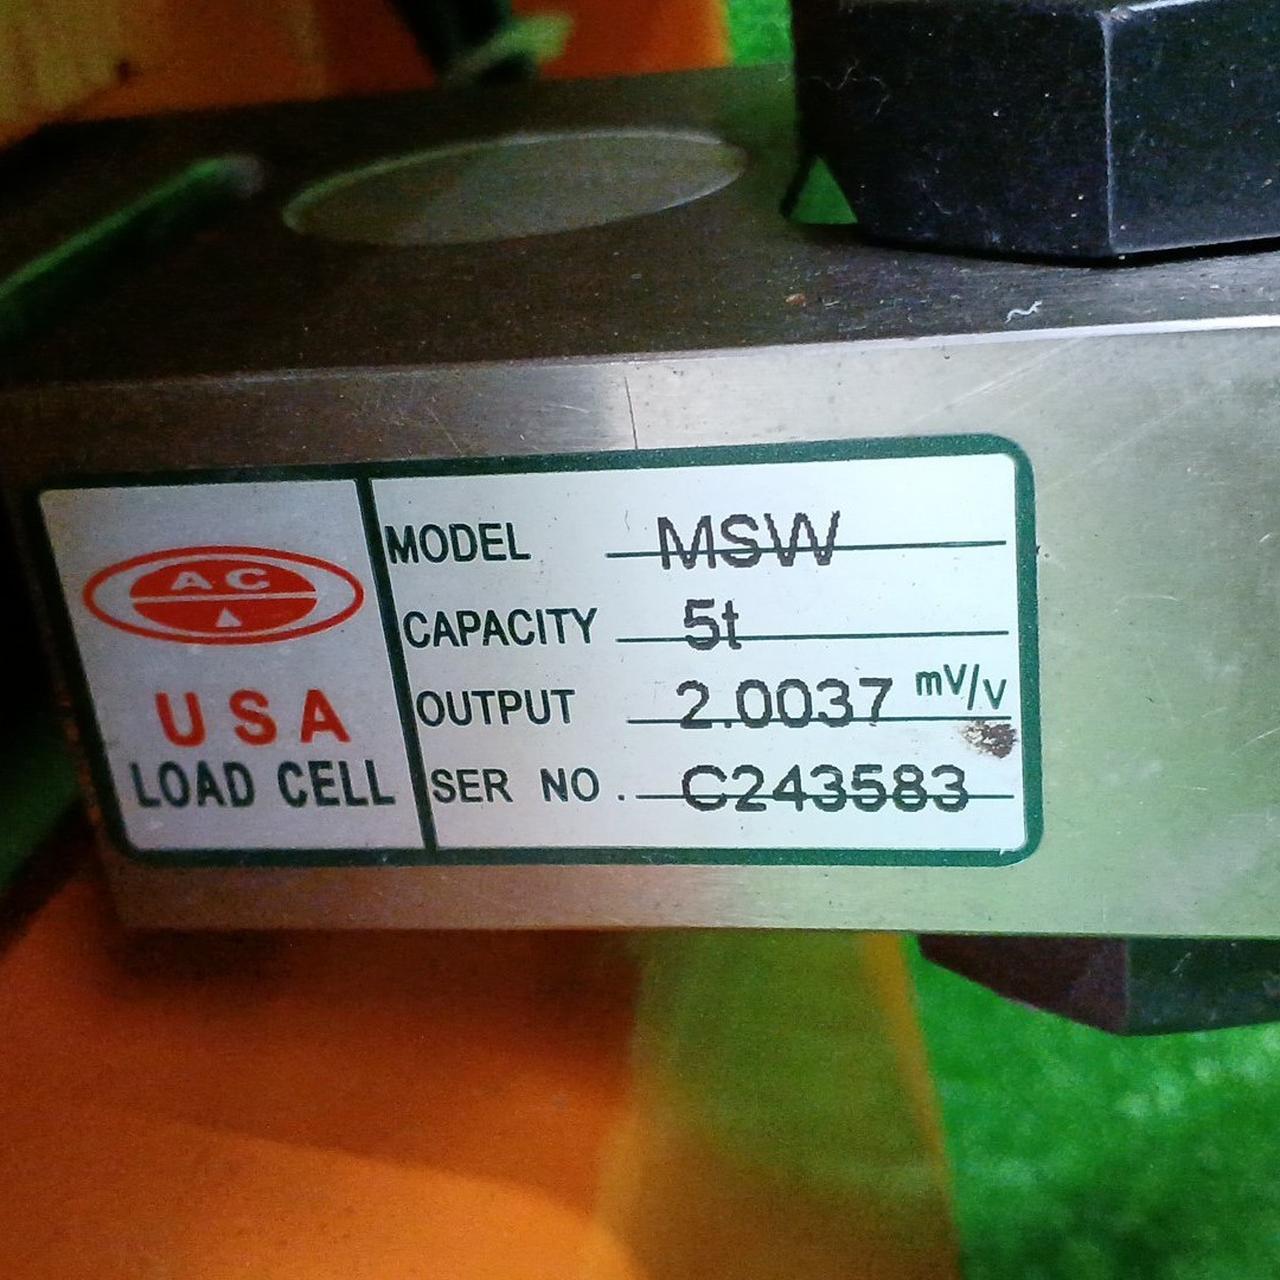 AC
USA
LOAD CELL
MODEL MSW
CAPACITY 5t
OUTPUT 2.0037 mV/V
SER NO. C243583